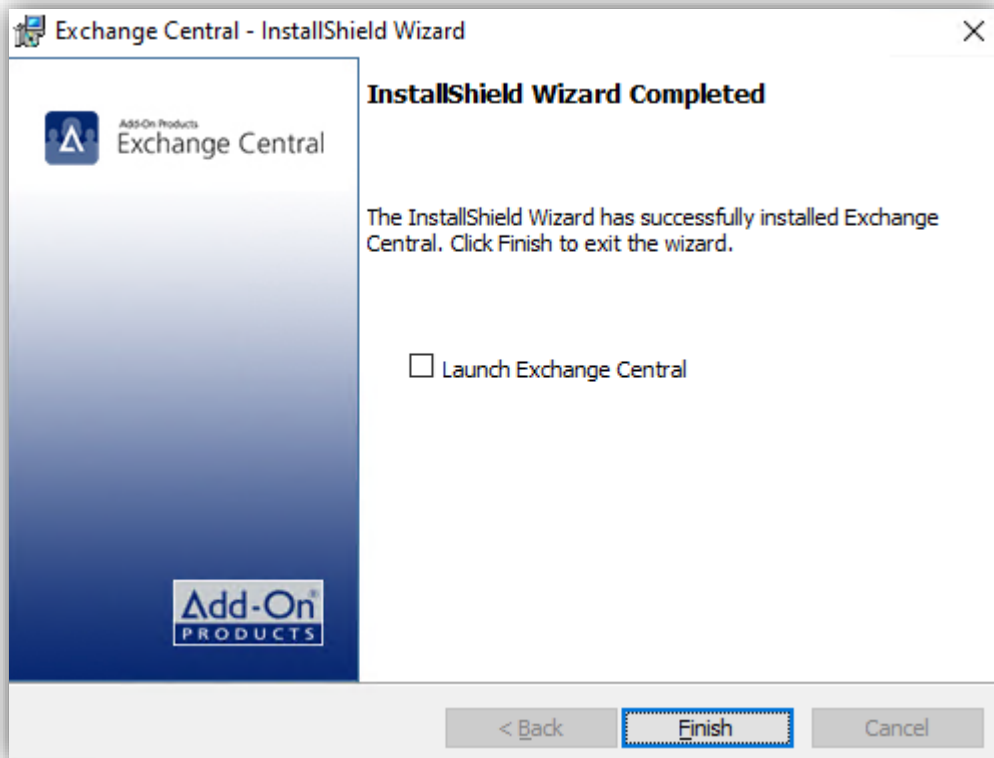 Exchange Central - InstallShield Wizard
InstallShield Wizard Completed
Add-On Products
Exchange Central
The InstallShield Wizard has successfully installed Exchange
Central. Click Finish to exit the wizard.
Launch Exchange Central
Add-On®
PRODUCTS
< Back
Finish
Cancel